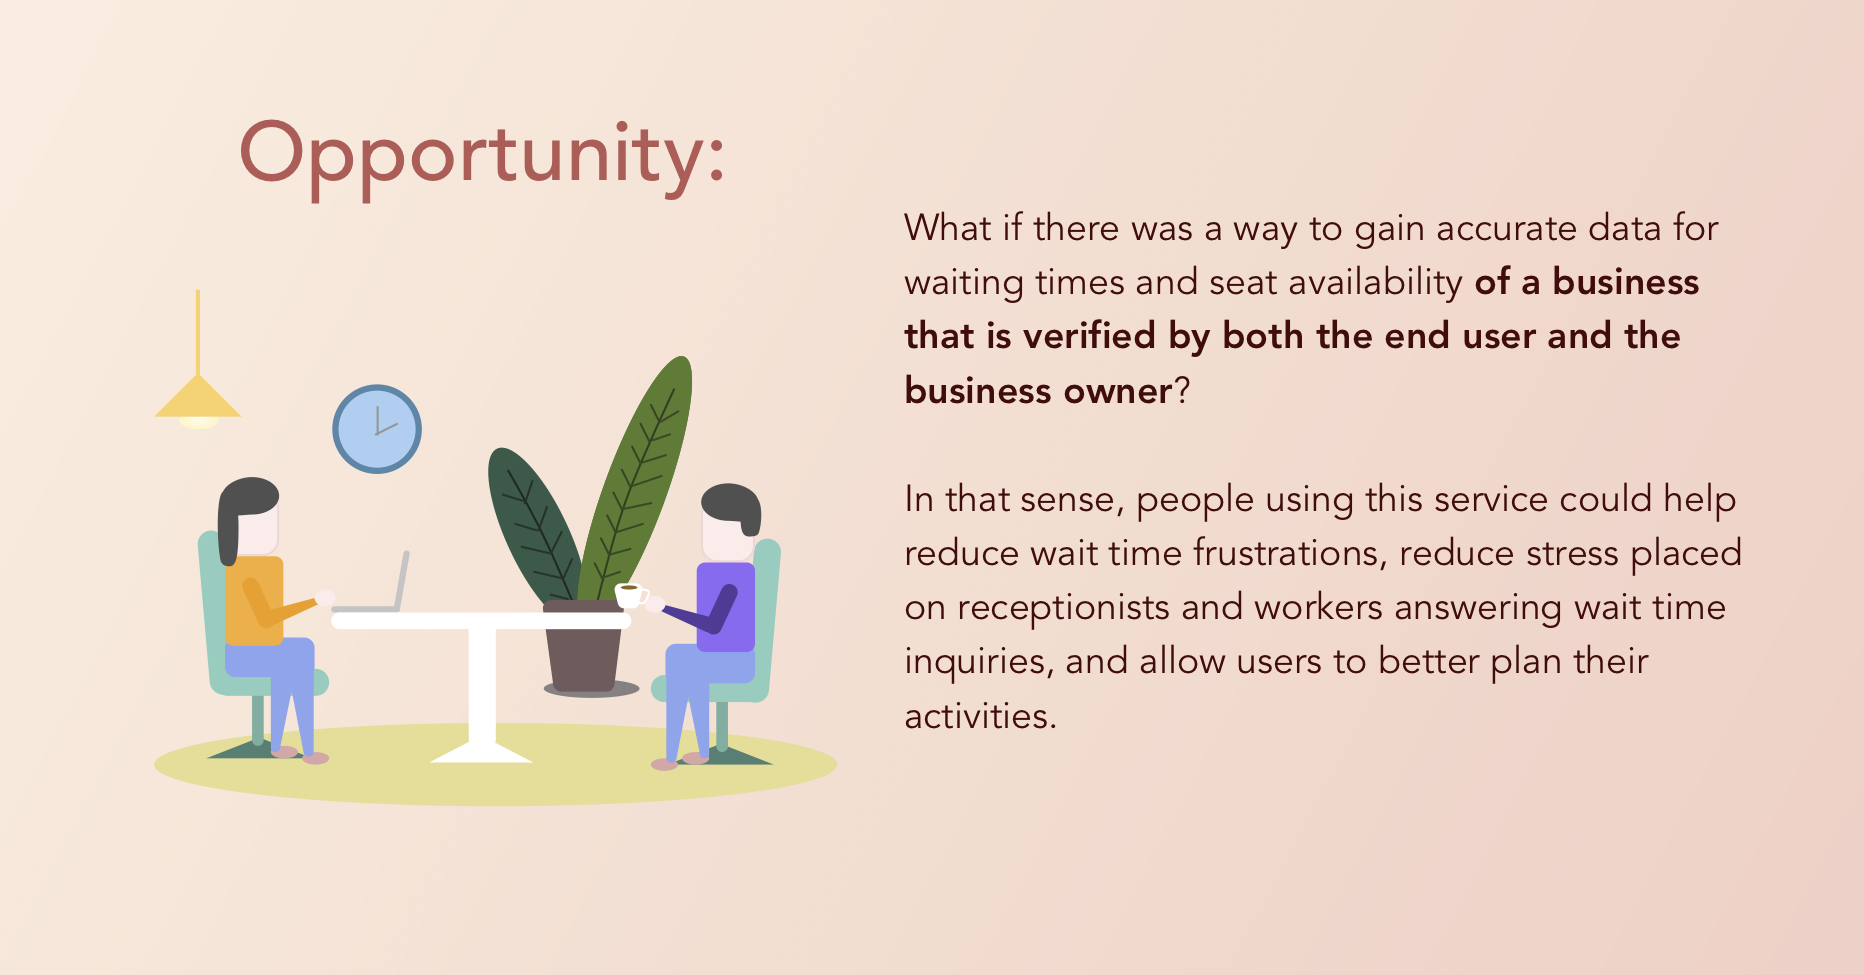 Opportunity:
What if there was a way to gain accurate data for
waiting times and seat availability of a business
that is verified by both the end user and the
business owner?
In that sense, people using this service could help
reduce wait time frustrations, reduce stress placed
on receptionists and workers answering wait time
inquiries, and allow users to better plan their
activities.